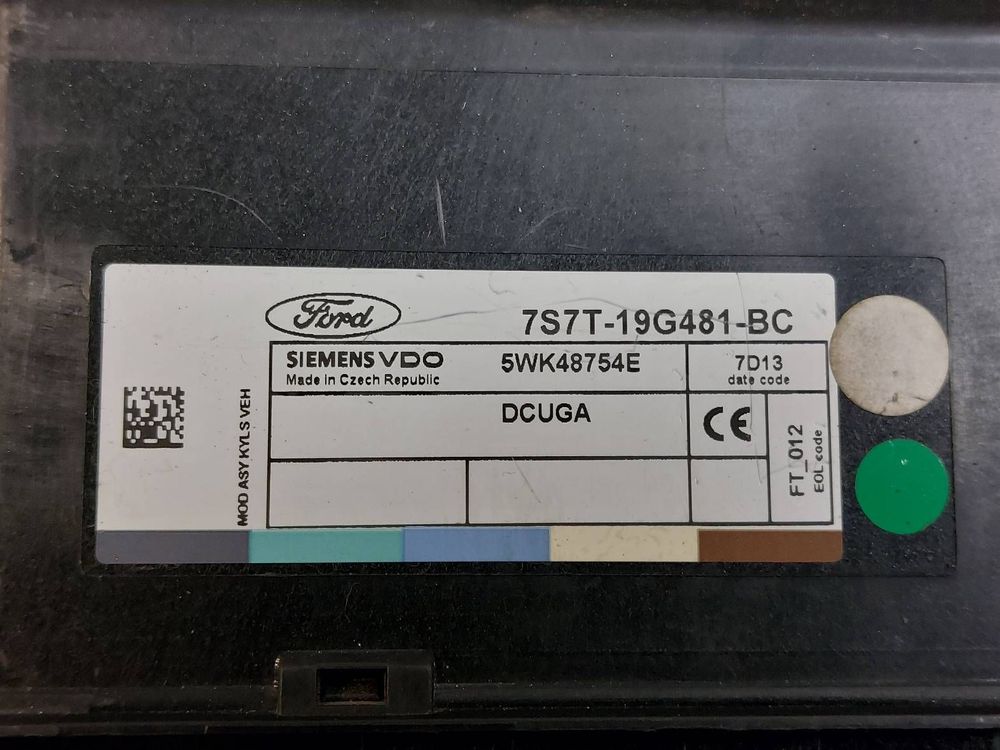 Ford
7S7T-19G481-BC
SIEMENS VDO
Made in Czech Republic
5WK48754E
7D13
date code
DCUGA
CE
FT_012
EOL code
MOD ASY KYLS VEH